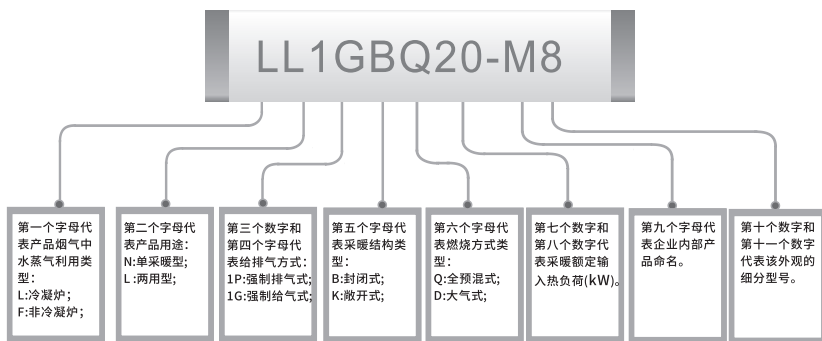 LL1GBQ20-M8
第一个字母代
表产品烟气中
水蒸气利用类
型：
L:冷凝炉；
F:非冷凝炉；
第二个字母代
表产品用途：
N:单采暖型；
L:两用型；
第三个数字和
第四个字母代
表给排气方式：
1P:强制排气式；
1G:强制给气式；
第五个字母代
表采暖结构类
型：
B:封闭式；
K:敞开式；
第六个字母代
表燃烧方式类
型：
Q:全预混式；
D:大气式；
第七个数字和
第八个数字代
表采暖额定输
入热负荷(kW)。
第九个字母代
表企业内部产
品命名。
第十个数字和
第十一个数字
代表该外观的
细分型号。